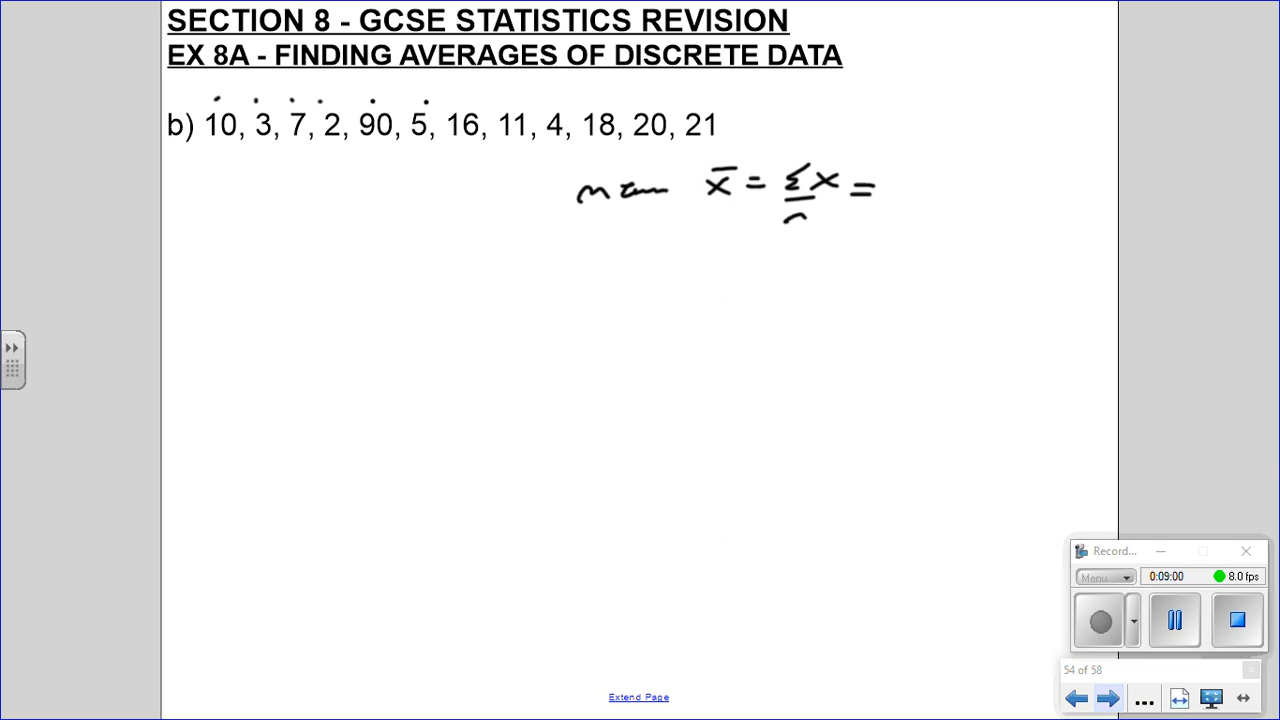 SECTION 8 - GCSE STATISTICS REVISION
EX 8A - FINDING AVERAGES OF DISCRETE DATA
b) 10, 3, 7, 2, 90, 5, 16, 11, 4, 18, 20, 21
mean x̄ = Σx =
n
Record...
Menu
0:09:00
8.0 fps
54 of 58
...
Extend Page